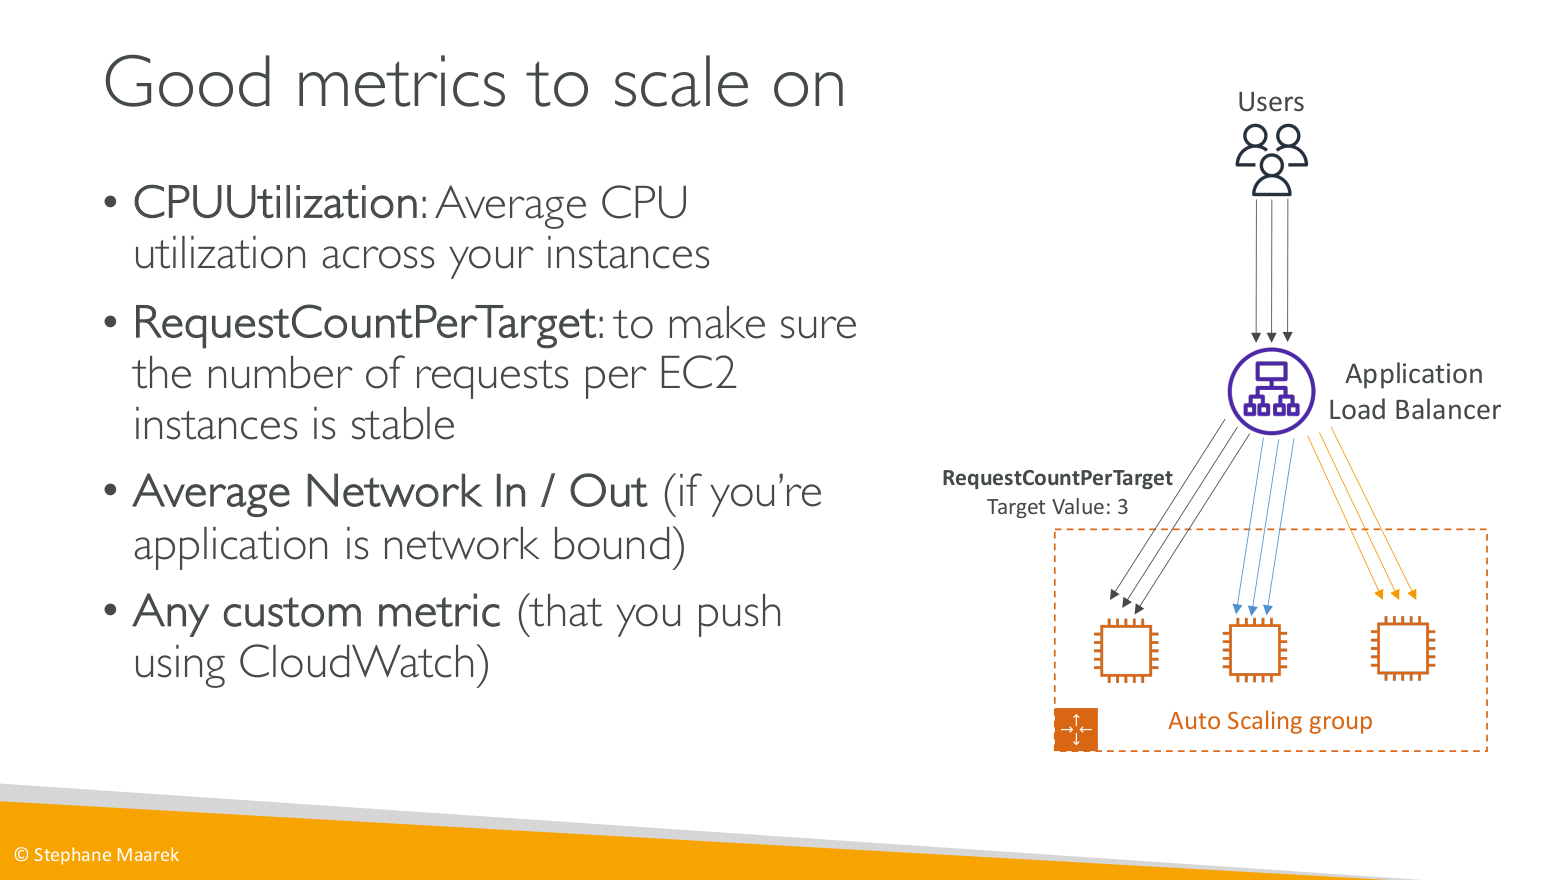 Good metrics to scale on
• CPUUtilization: Average CPU
utilization across your instances
• RequestCountPerTarget: to make sure
the number of requests per EC2
instances is stable
• Average Network In / Out (if you’re
application is network bound)
• Any custom metric (that you push
using CloudWatch)
Users
Application
Load Balancer
RequestCountPerTarget
Target Value: 3
Auto Scaling group
© Stephane Maarek